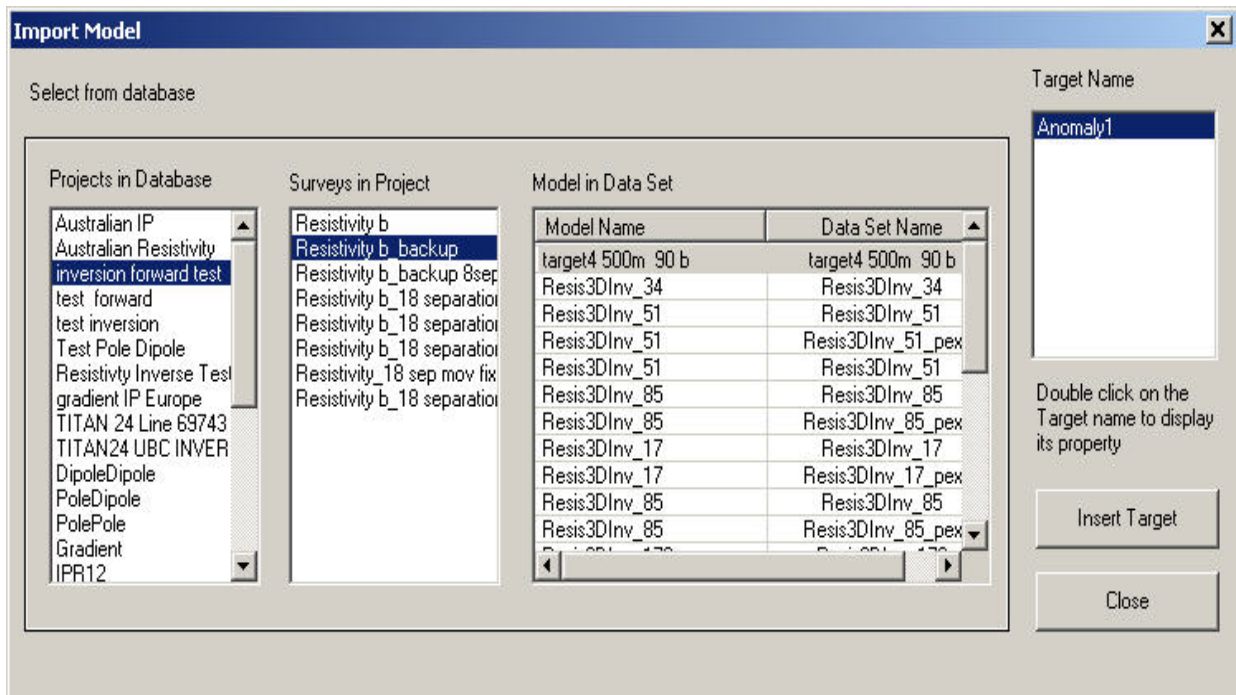 Import Model
Select from database
Projects in Database
Australian IP
Australian Resistivity
inversion forward test
test forward
test inversion
Test Pole Dipole
Resistivty Inverse Test
gradient IP Europe
TITAN 24 Line 69743
TITAN24 UBC INVER
DipoleDipole
PoleDipole
PolePole
Gradient
IPR12
Surveys in Project
Resistivity b
Resistivity b_backup
Resistivity b_backup 8sep
Resistivity b_18 separation
Resistivity b_18 separation
Resistivity b_18 separation
Resistivity_18 sep mov fix
Resistivity b_18 separation
Model in Data Set
Model Name Data Set Name
target4 500m 90 b target4 500m 90 b
Resis3DInv_34 Resis3DInv_34
Resis3DInv_51 Resis3DInv_51
Resis3DInv_51 Resis3DInv_51_pex
Resis3DInv_51 Resis3DInv_51
Resis3DInv_85 Resis3DInv_85
Resis3DInv_85 Resis3DInv_85_pex
Resis3DInv_17 Resis3DInv_17
Resis3DInv_17 Resis3DInv_17_pex
Resis3DInv_85 Resis3DInv_85
Resis3DInv_85 Resis3DInv_85_pex
Target Name
Anomaly1
Double click on the
Target name to display
its property
Insert Target
Close